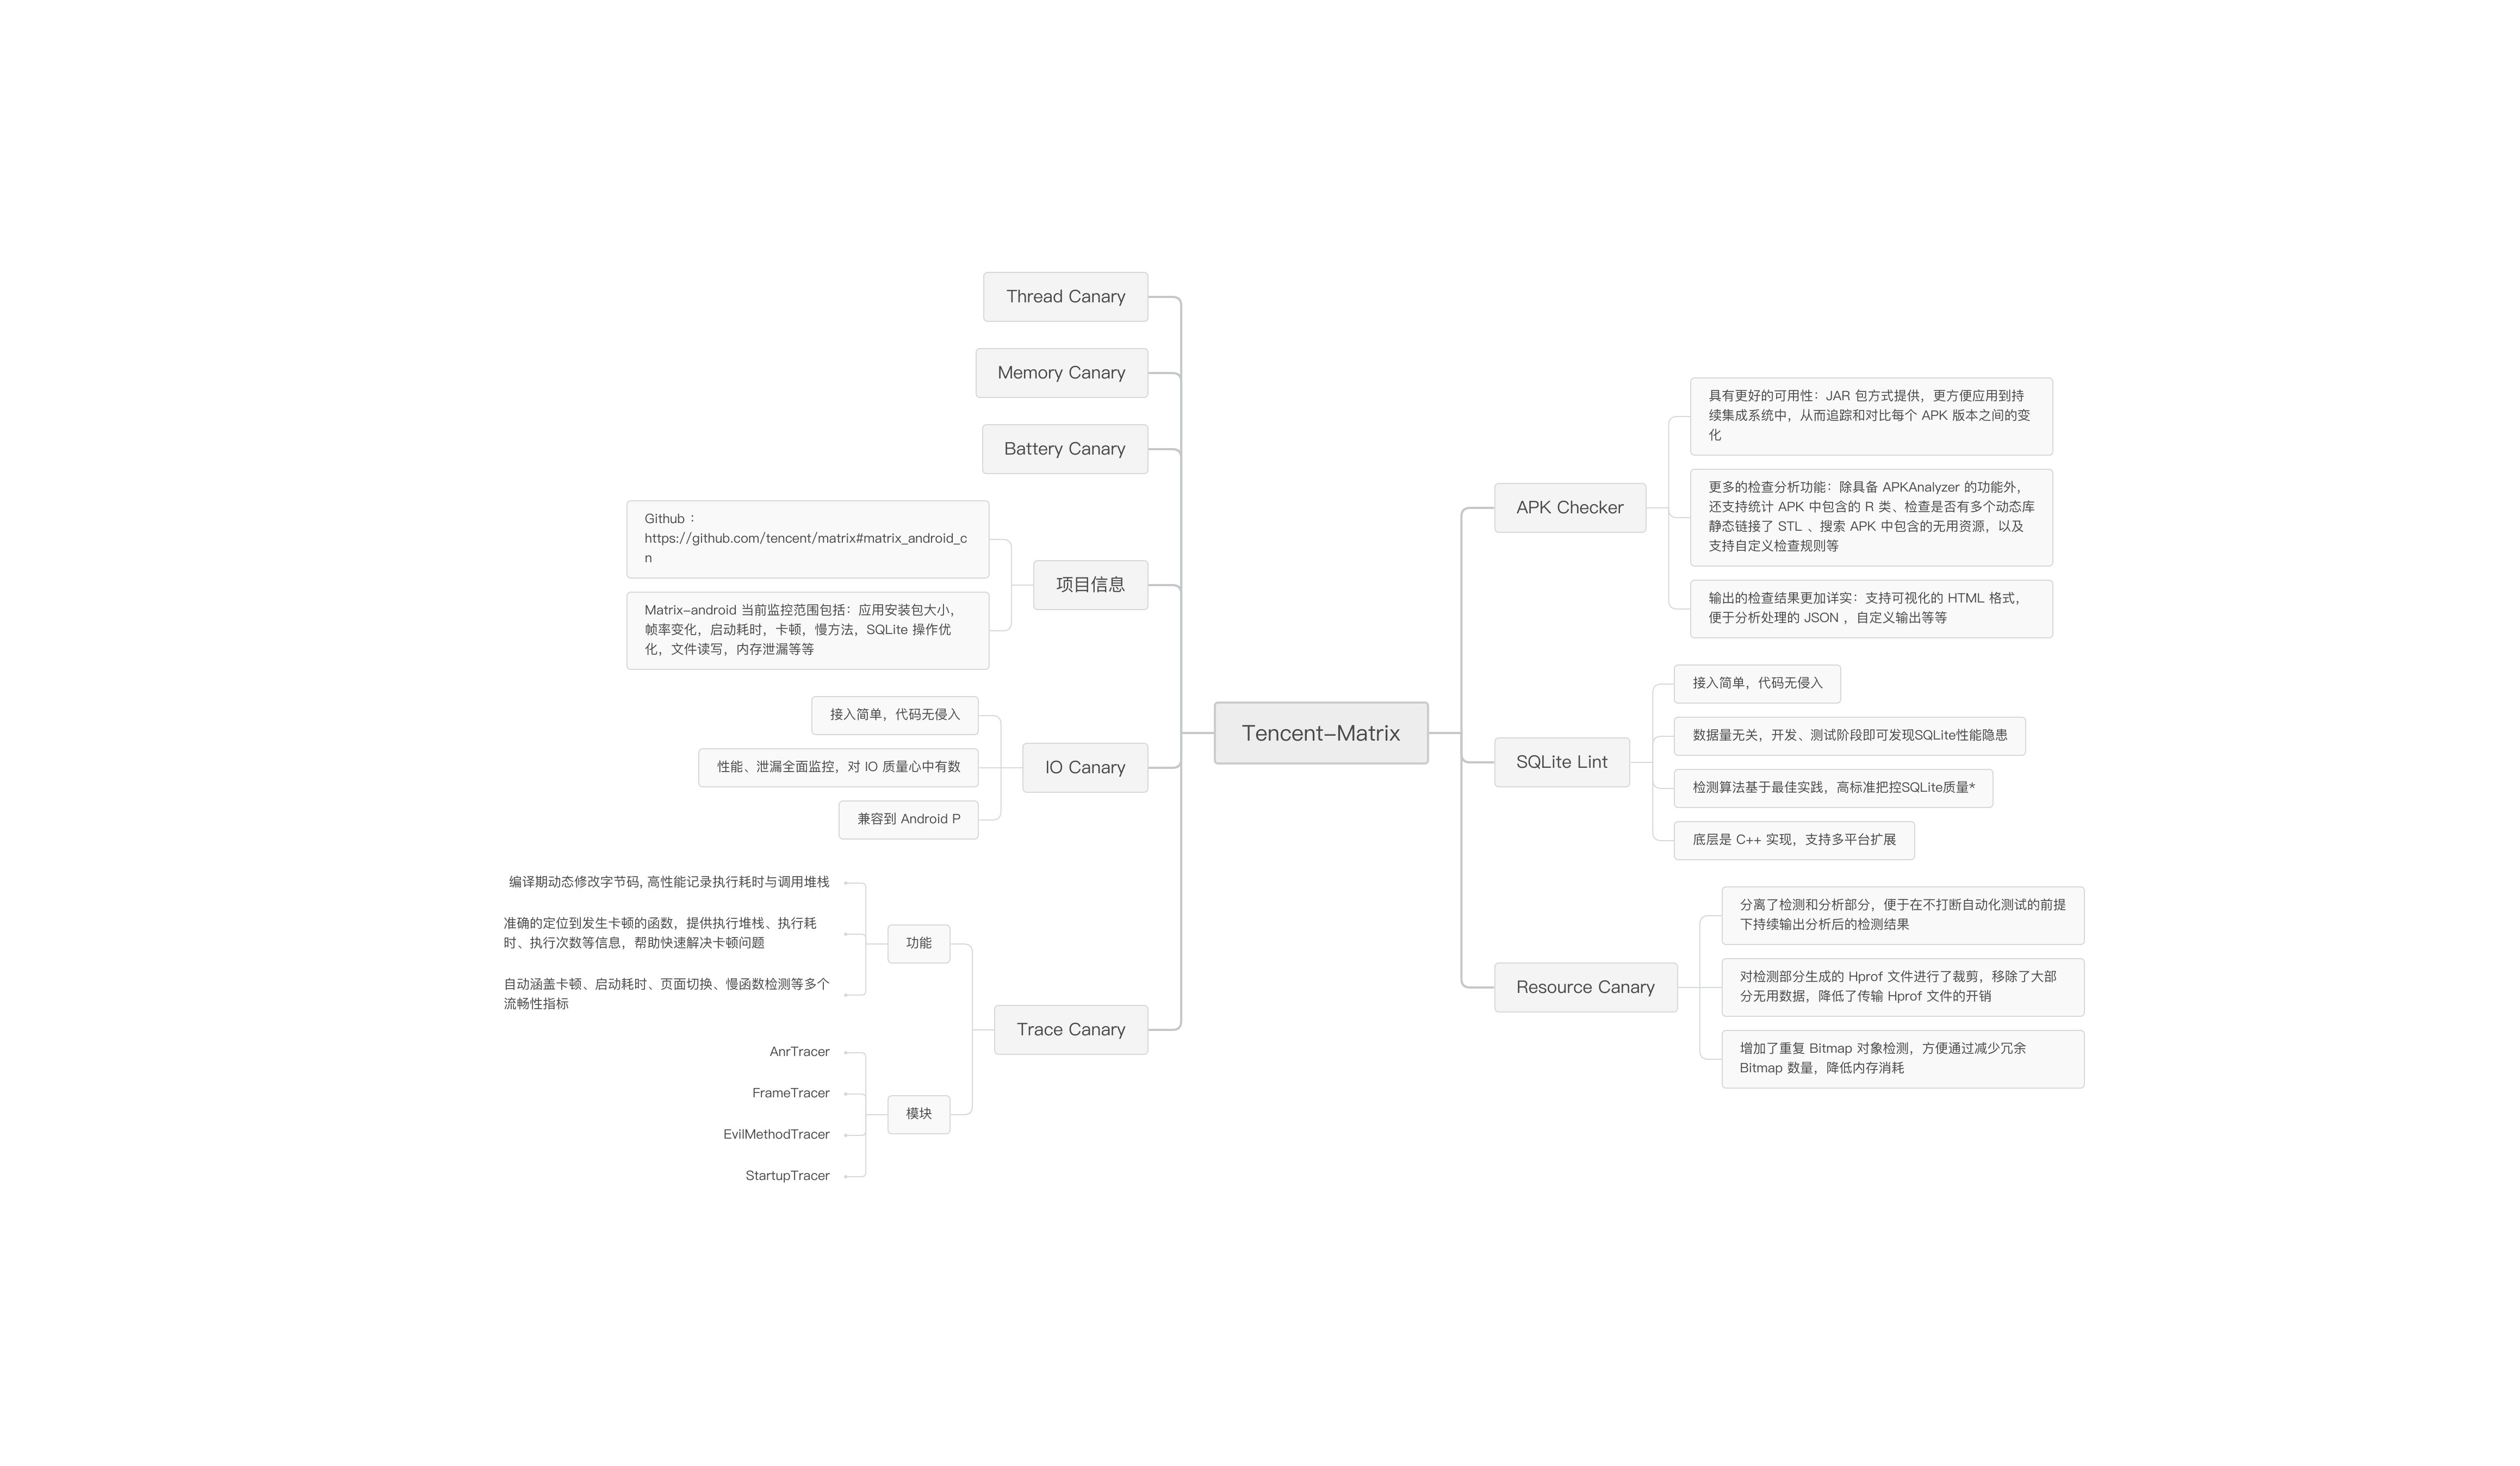 Tencent-Matrix
Thread Canary
Memory Canary
Battery Canary
项目信息
Github：
https://github.com/tencent/matrix#matrix_android_c
n
Matrix-android 当前监控范围包括：应用安装包大小，
帧率变化，启动耗时，卡顿，慢方法，SQLite 操作优
化，文件读写，内存泄漏等等
IO Canary
接入简单，代码无侵入
性能、泄漏全面监控，对 IO 质量心中有数
兼容到 Android P
Trace Canary
功能
编译期动态修改字节码, 高性能记录执行耗时与调用堆栈
准确的定位到发生卡顿的函数，提供执行堆栈、执行耗
时、执行次数等信息，帮助快速解决卡顿问题
自动涵盖卡顿、启动耗时、页面切换、慢函数检测等多个
流畅性指标
模块
AnrTracer
FrameTracer
EvilMethodTracer
StartupTracer
APK Checker
具有更好的可用性：JAR 包方式提供，更方便应用到持
续集成系统中，从而追踪和对比每个 APK 版本之间的变
化
更多的检查分析功能：除具备 APKAnalyzer 的功能外，
还支持统计 APK 中包含的 R 类、检查是否有多个动态库
静态链接了 STL 、搜索 APK 中包含的无用资源，以及
支持自定义检查规则等
输出的检查结果更加详实：支持可视化的 HTML 格式，
便于分析处理的 JSON ，自定义输出等等
SQLite Lint
接入简单，代码无侵入
数据量无关，开发、测试阶段即可发现SQLite性能隐患
检测算法基于最佳实践，高标准把控SQLite质量*
底层是 C++ 实现，支持多平台扩展
Resource Canary
分离了检测和分析部分，便于在不打断自动化测试的前提
下持续输出分析后的检测结果
对检测部分生成的 Hprof 文件进行了裁剪，移除了大部
分无用数据，降低了传输 Hprof 文件的开销
增加了重复 Bitmap 对象检测，方便通过减少冗余
Bitmap 数量，降低内存消耗